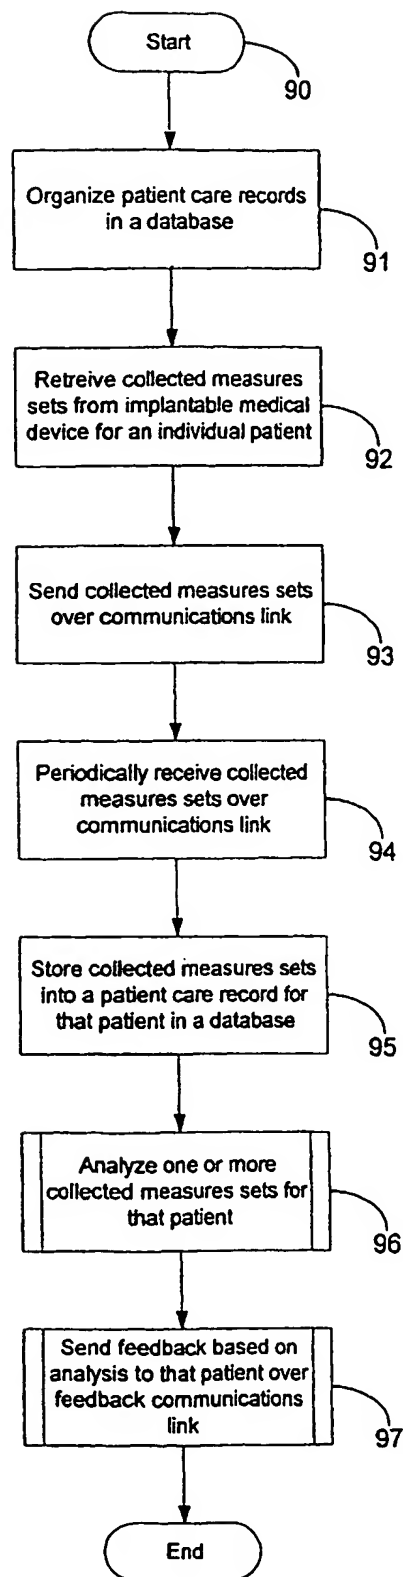 Start
90
Organize patient care records
in a database
91
Retreive collected measures
sets from implantable medical
device for an individual patient
92
Send collected measures sets
over communications link
93
Periodically receive collected
measures sets over
communications link
94
Store collected measures sets
into a patient care record for
that patient in a database
95
Analyze one or more
collected measures sets for
that patient
96
Send feedback based on
analysis to that patient over
feedback communications
link
97
End